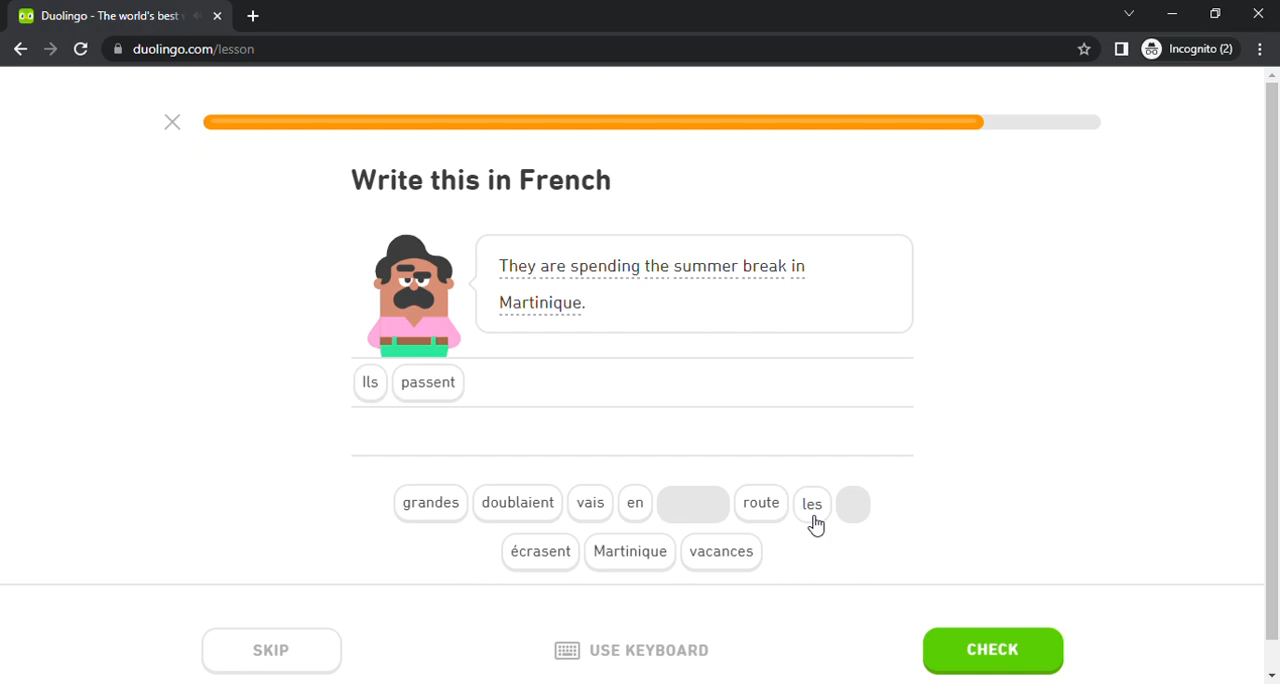 Duolingo - The world's best
duolingo.com/lesson
Incognito (2)
Write this in French
They are spending the summer break in
Martinique.
Ils passent
grandes doublaient vais en route les
écrasent Martinique vacances
SKIP USE KEYBOARD CHECK